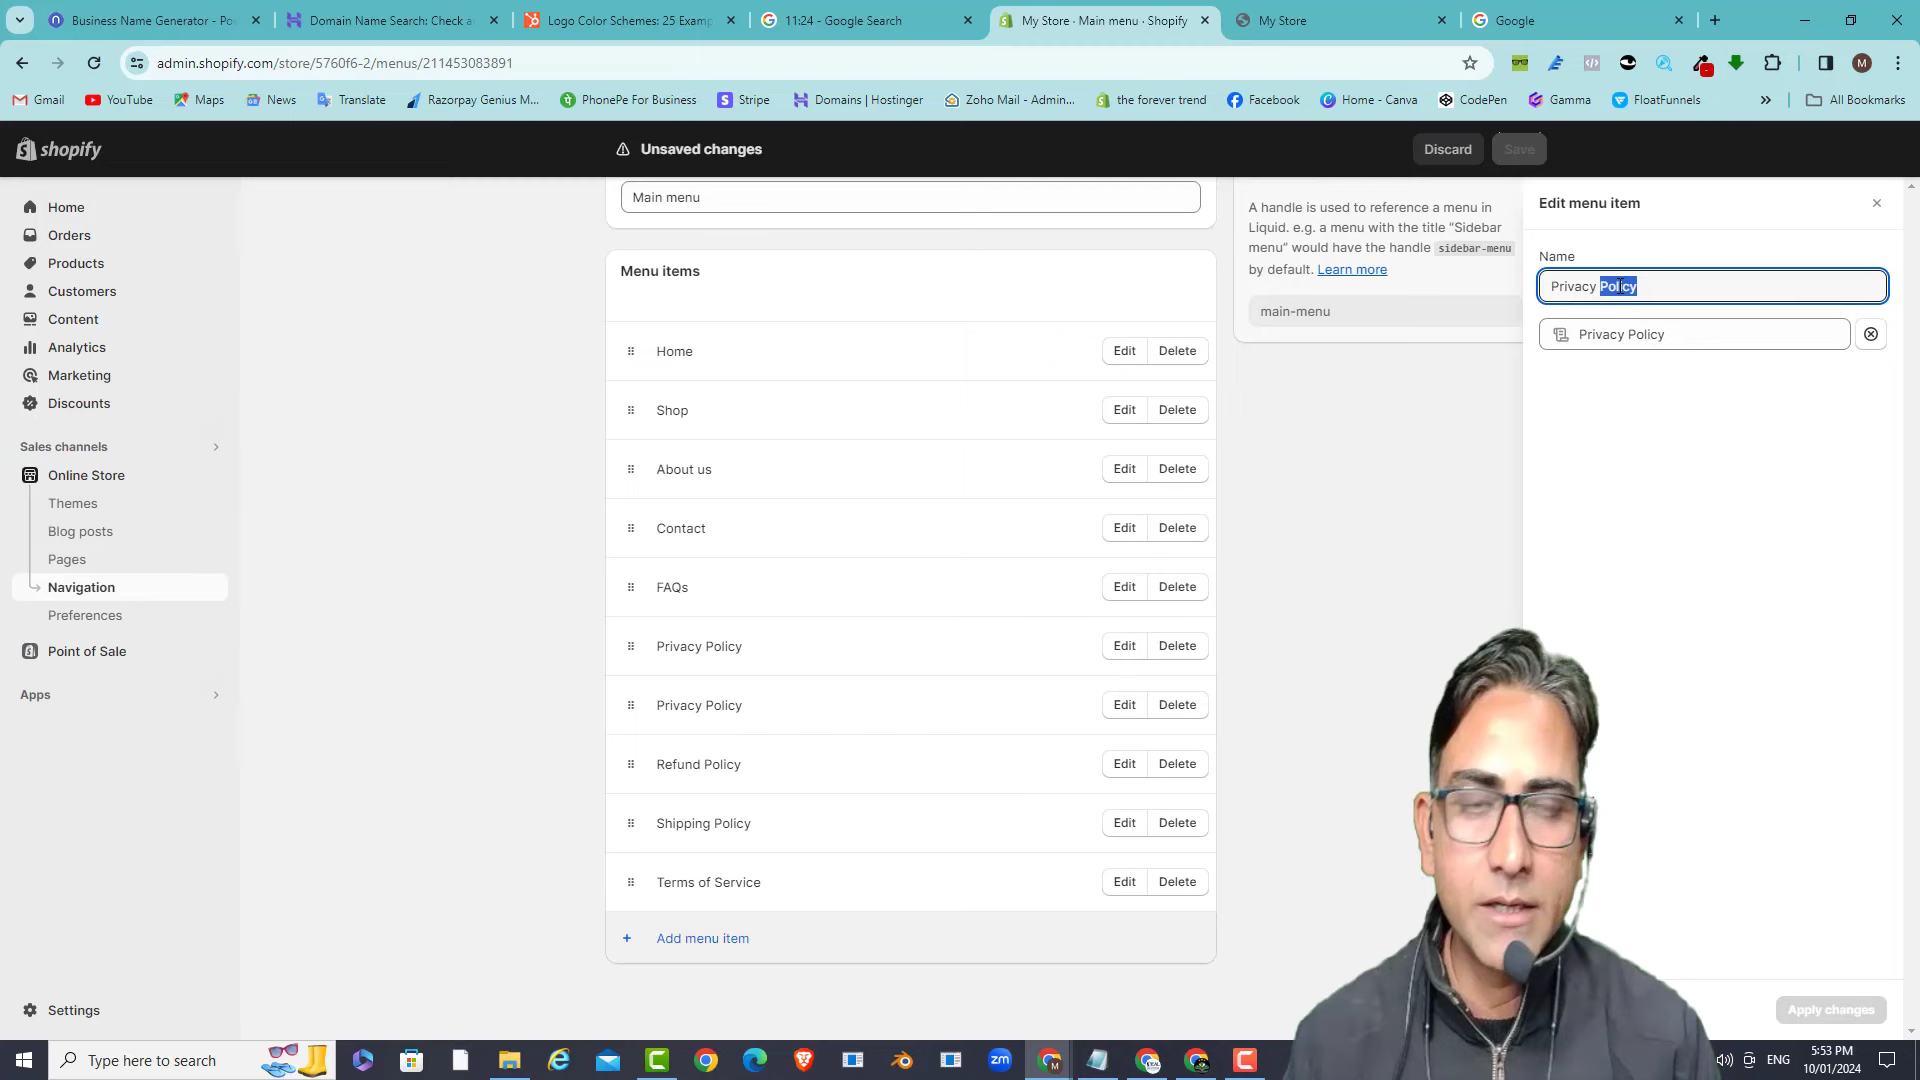 Business Name Generator - Po
Domain Name Search: Check a
Logo Color Schemes: 25 Examp
11:24 - Google Search
My Store · Main menu · Shopify
My Store
Google
admin.shopify.com/store/5760f6-2/menus/211453083891
M
Gmail
YouTube
Maps
News
Translate
Razorpay Genius M...
PhonePe For Business
Stripe
Domains | Hostinger
Zoho Mail - Admin...
the forever trend
Facebook
Home - Canva
CodePen
Gamma
FloatFunnels
All Bookmarks
shopify
Unsaved changes
Discard
Save
Home
Orders
Products
Customers
Content
Analytics
Marketing
Discounts
Sales channels
Online Store
Themes
Blog posts
Pages
Navigation
Preferences
Point of Sale
Apps
Settings
Main menu
Menu items
Home
Edit
Delete
Shop
Edit
Delete
About us
Edit
Delete
Contact
Edit
Delete
FAQs
Edit
Delete
Privacy Policy
Edit
Delete
Privacy Policy
Edit
Delete
Refund Policy
Edit
Delete
Shipping Policy
Edit
Delete
Terms of Service
Edit
Delete
+ Add menu item
A handle is used to reference a menu in
Liquid. e.g. a menu with the title “Sidebar
menu” would have the handle sidebar-menu
by default. Learn more
main-menu
Edit menu item
Name
Privacy Policy
Privacy Policy
Apply changes
Type here to search
zm
M
ENG
5:53 PM
10/01/2024